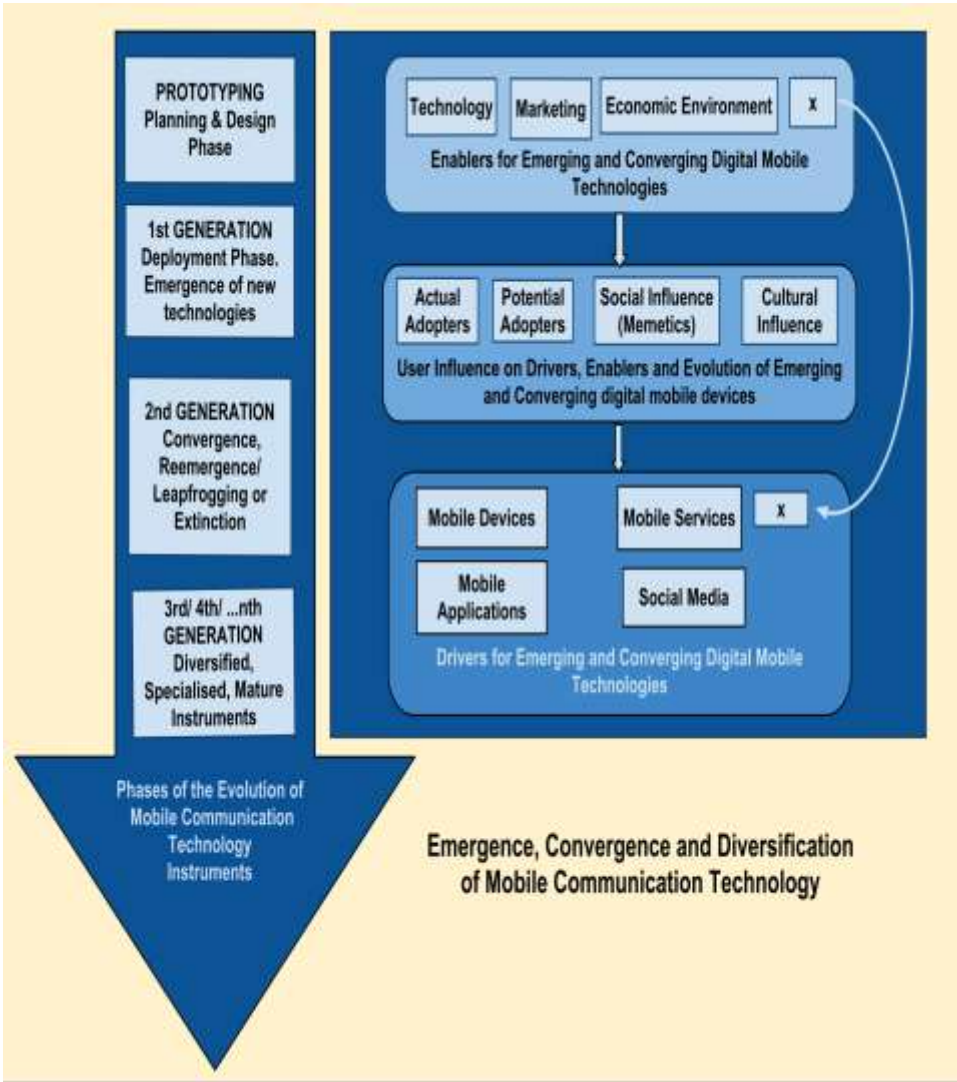 PROTOTYPING
Planning & Design
Phase
1st GENERATION
Deployment Phase.
Emergence of new
technologies
2nd GENERATION
Convergence,
Reemergence/
Leapfrogging or
Extinction
3rd/ 4th/ ...nth
GENERATION
Diversified,
Specialised, Mature
Instruments
Phases of the Evolution of
Mobile Communication
Technology
Instruments
Technology
Marketing
Economic Environment
x
Enablers for Emerging and Converging Digital Mobile
Technologies
Actual
Adopters
Potential
Adopters
Social Influence
(Memetics)
Cultural
Influence
User Influence on Drivers, Enablers and Evolution of Emerging
and Converging digital mobile devices
Mobile Devices
Mobile Services
x
Mobile
Applications
Social Media
Drivers for Emerging and Converging Digital Mobile
Technologies
Emergence, Convergence and Diversification
of Mobile Communication Technology